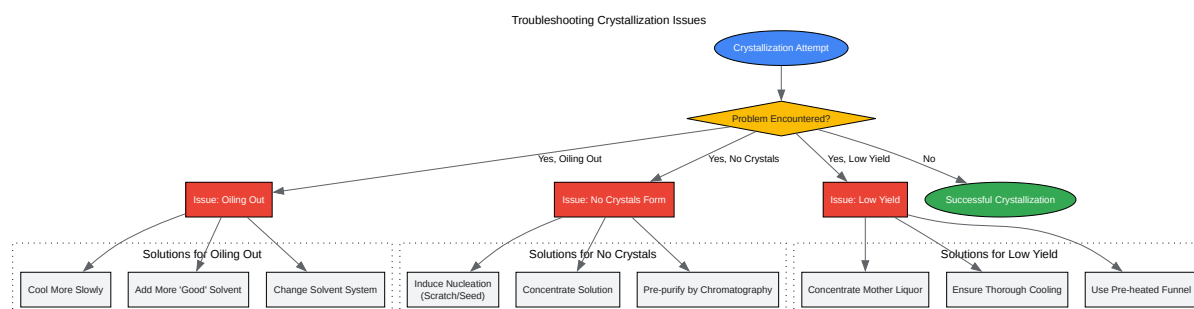 Troubleshooting Crystallization Issues
Crystallization Attempt
Problem Encountered?
Yes, Oiling Out
Yes, No Crystals
Yes, Low Yield
No
Issue: Oiling Out
Issue: No Crystals Form
Issue: Low Yield
Successful Crystallization
Solutions for Oiling Out
Solutions for No Crystals
Solutions for Low Yield
Cool More Slowly
Add More 'Good' Solvent
Change Solvent System
Induce Nucleation
(Scratch/Seed)
Concentrate Solution
Pre-purify by Chromatography
Concentrate Mother Liquor
Ensure Thorough Cooling
Use Pre-heated Funnel